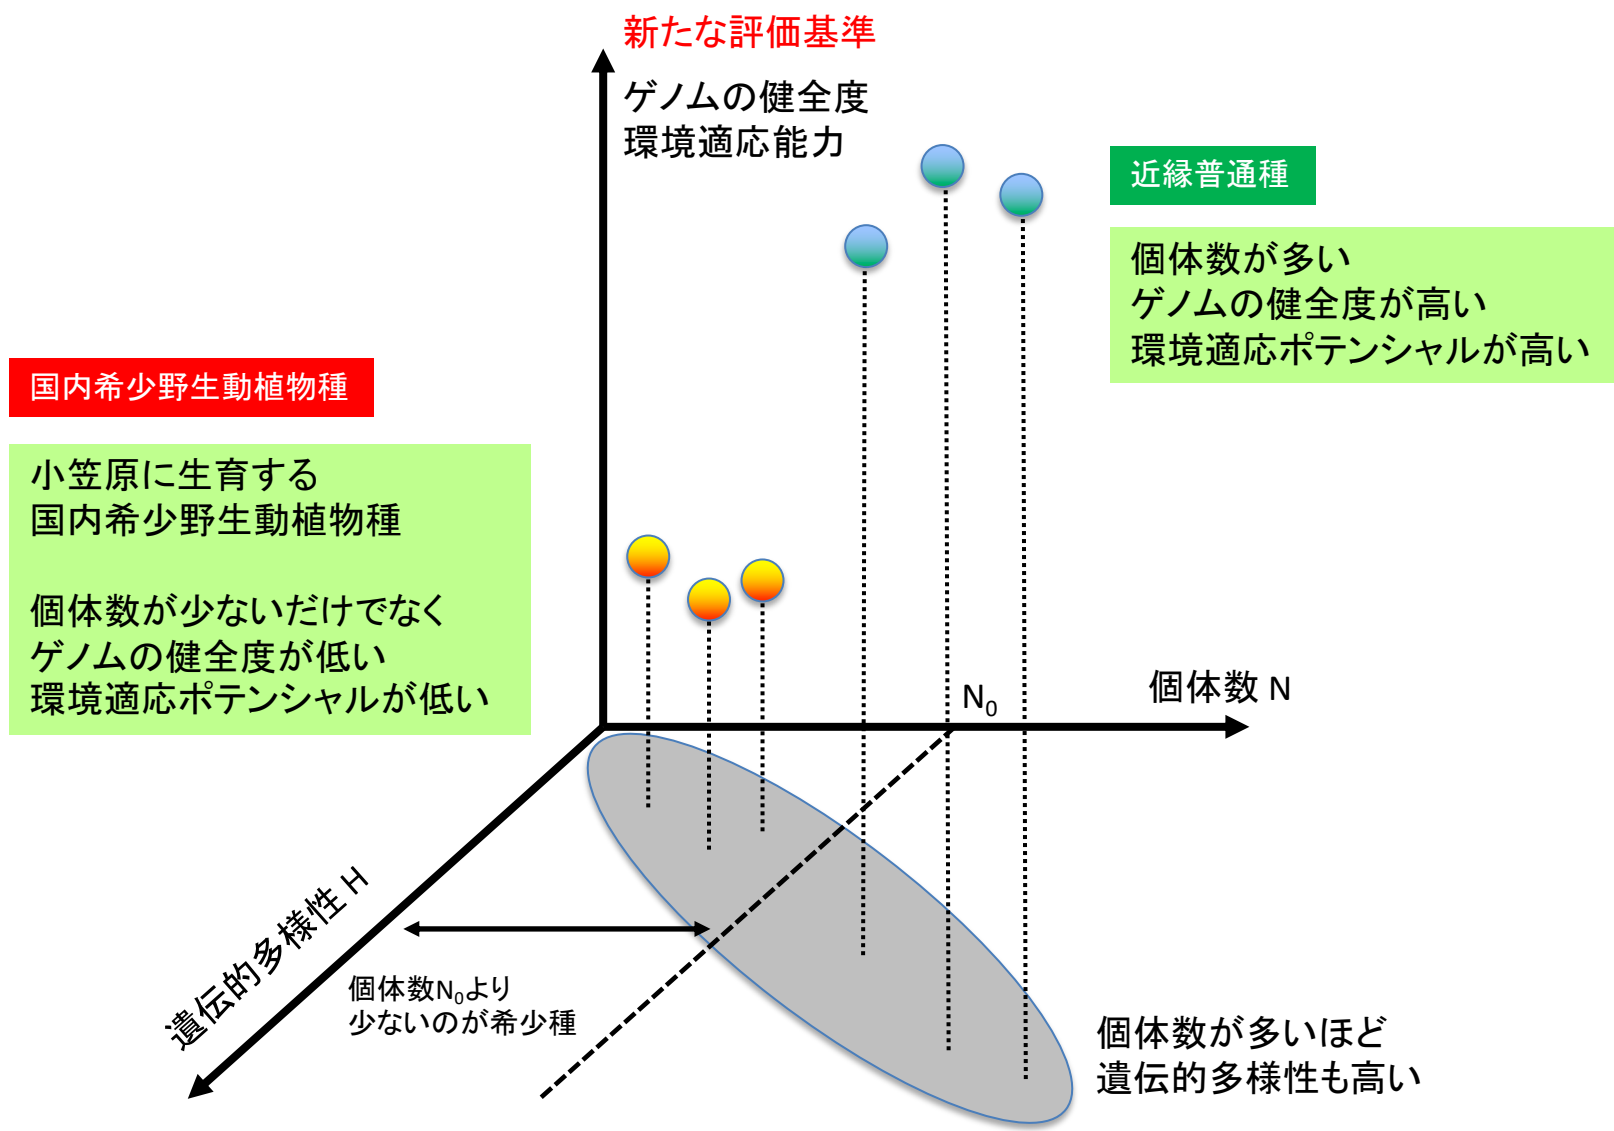 新たな評価基準
ゲノムの健全度
環境適応能力
近縁普通種
個体数が多い
ゲノムの健全度が高い
環境適応ポテンシャルが高い
国内希少野生動植物種
小笠原に生育する
国内希少野生動植物種
個体数が少ないだけでなく
ゲノムの健全度が低い
環境適応ポテンシャルが低い
N₀
個体数 N
遺伝的多様性 H
個体数N₀より
少ないのが希少種
個体数が多いほど
遺伝的多様性も高い